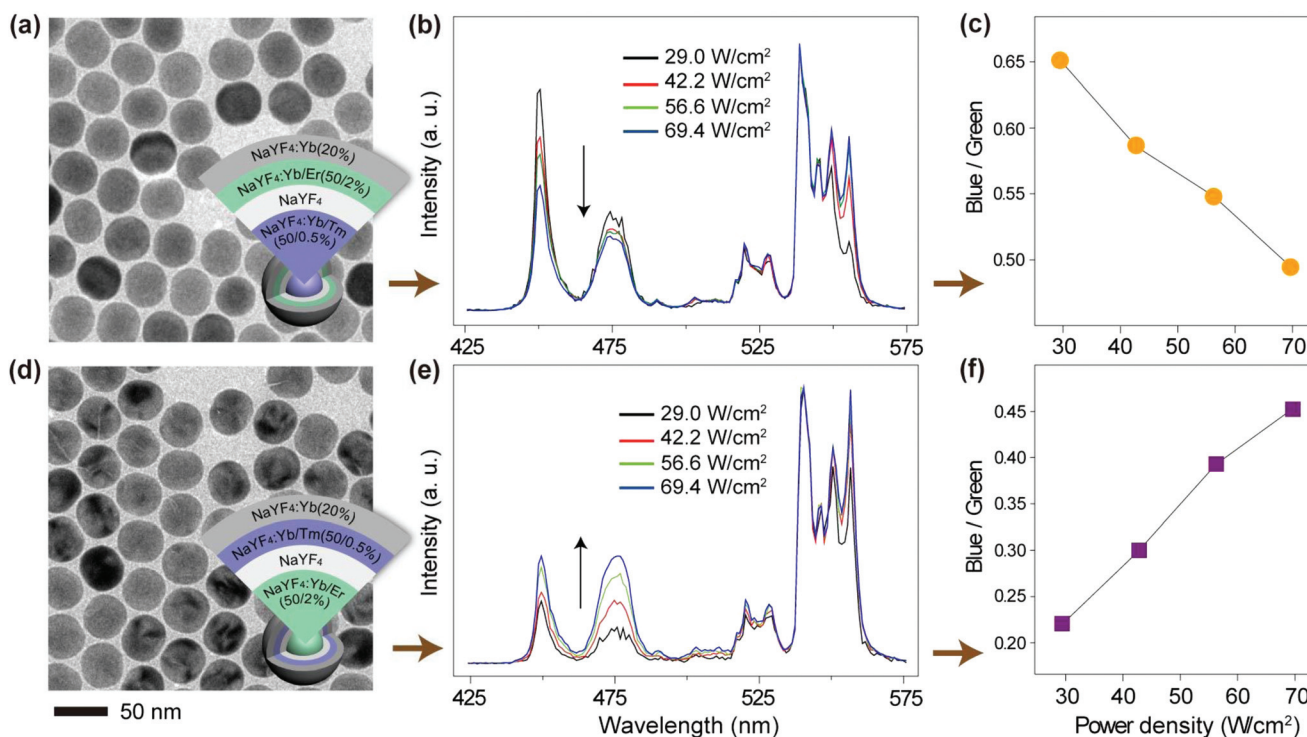 (a)
NaYF₄:Yb(20%)
NaYF₄:Yb/Er(50/2%)
NaYF₄
NaYF₄:Yb/Tm
(50/0.5%)
(b)
Intensity (a. u.)
29.0 W/cm²
42.2 W/cm²
56.6 W/cm²
69.4 W/cm²
425 475 525 575
(c)
Blue / Green
0.65
0.60
0.55
0.50
30 40 50 60 70
(d)
NaYF₄:Yb(20%)
NaYF₄:Yb/Tm(50/0.5%)
NaYF₄
NaYF₄:Yb/Er
(50/2%)
50 nm
(e)
Intensity (a. u.)
29.0 W/cm²
42.2 W/cm²
56.6 W/cm²
69.4 W/cm²
425 475 525 575
Wavelength (nm)
(f)
Blue / Green
0.45
0.40
0.35
0.30
0.25
0.20
30 40 50 60 70
Power density (W/cm²)